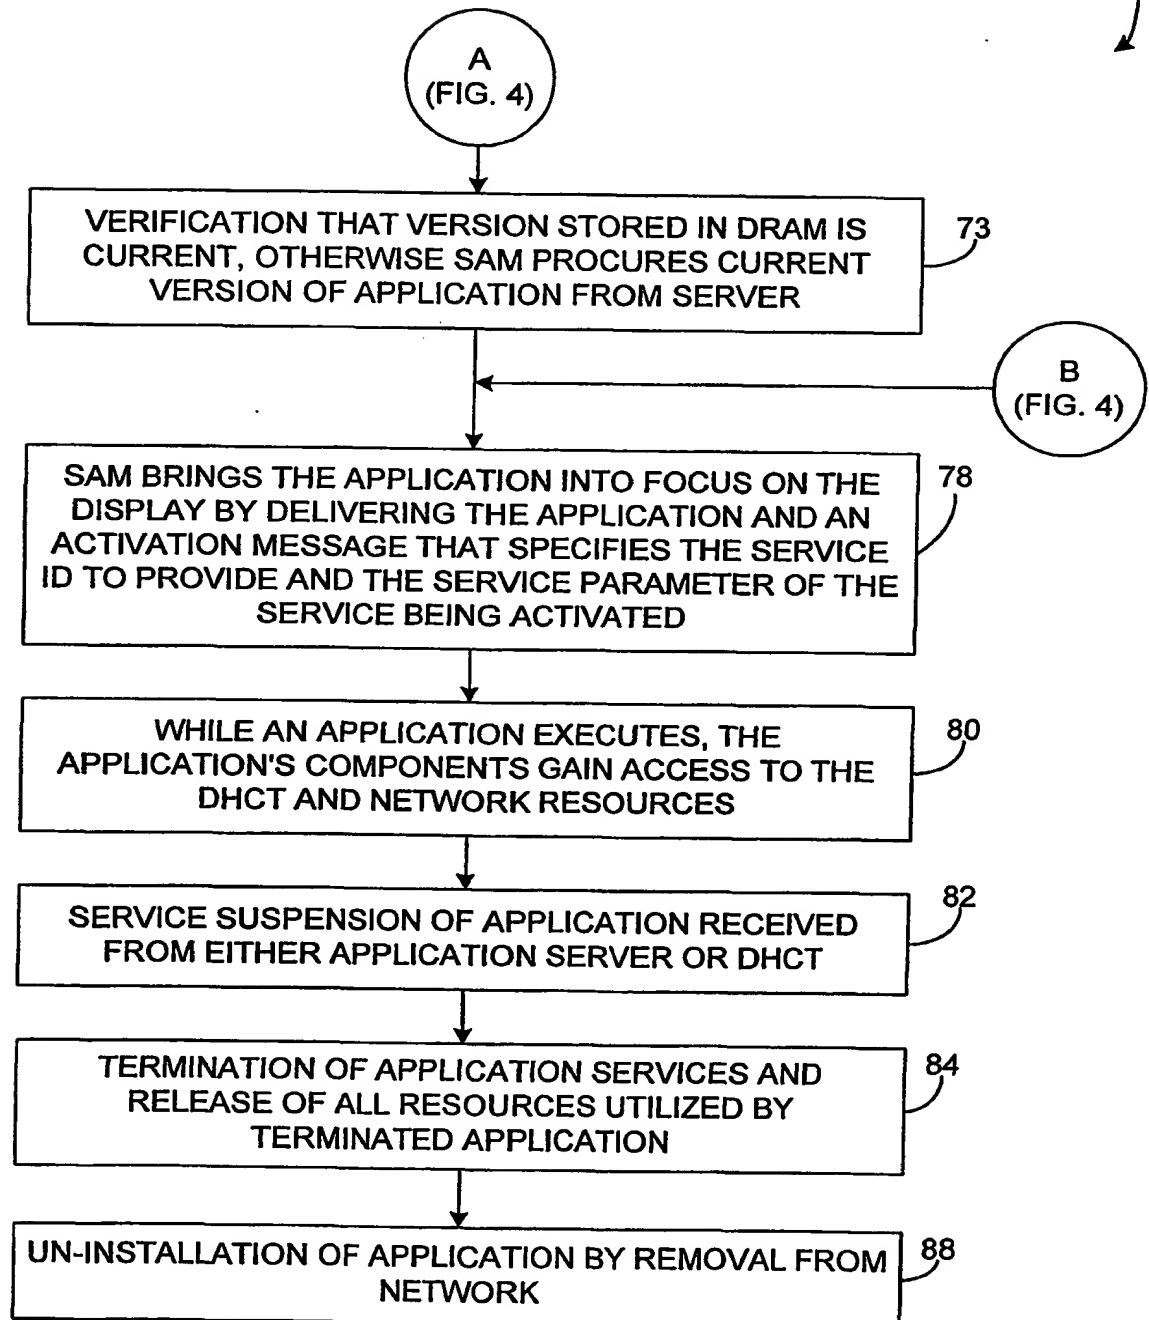 A
(FIG. 4)
VERIFICATION THAT VERSION STORED IN DRAM IS
CURRENT, OTHERWISE SAM PROCURES CURRENT
VERSION OF APPLICATION FROM SERVER
73
B
(FIG. 4)
SAM BRINGS THE APPLICATION INTO FOCUS ON THE
DISPLAY BY DELIVERING THE APPLICATION AND AN
ACTIVATION MESSAGE THAT SPECIFIES THE SERVICE
ID TO PROVIDE AND THE SERVICE PARAMETER OF THE
SERVICE BEING ACTIVATED
78
WHILE AN APPLICATION EXECUTES, THE
APPLICATION'S COMPONENTS GAIN ACCESS TO THE
DHCT AND NETWORK RESOURCES
80
SERVICE SUSPENSION OF APPLICATION RECEIVED
FROM EITHER APPLICATION SERVER OR DHCT
82
TERMINATION OF APPLICATION SERVICES AND
RELEASE OF ALL RESOURCES UTILIZED BY
TERMINATED APPLICATION
84
UN-INSTALLATION OF APPLICATION BY REMOVAL FROM
NETWORK
88